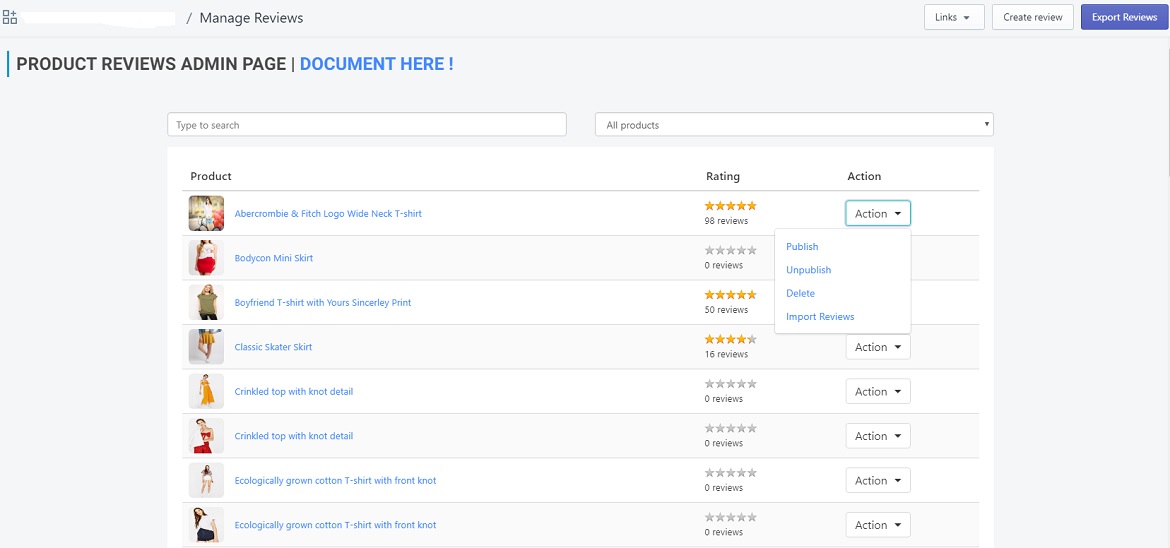 / Manage Reviews
Links
Create review
Export Reviews
PRODUCT REVIEWS ADMIN PAGE | DOCUMENT HERE !
Type to search
All products
Product Rating Action
Abercrombie & Fitch Logo Wide Neck T-shirt
98 reviews
Action
Publish
Unpublish
Delete
Import Reviews
Bodycon Mini Skirt
0 reviews
Boyfriend T-shirt with Yours Sincerley Print
50 reviews
Classic Skater Skirt
16 reviews
Action
Crinkled top with knot detail
0 reviews
Action
Crinkled top with knot detail
0 reviews
Action
Ecologically grown cotton T-shirt with front knot
0 reviews
Action
Ecologically grown cotton T-shirt with front knot
0 reviews
Action